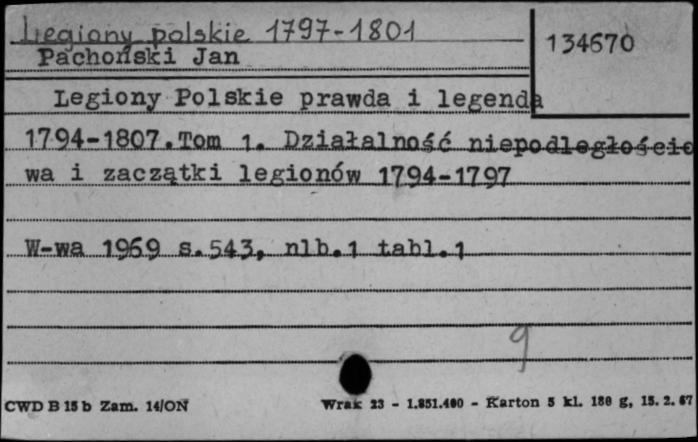 Legiony polskie 1797-1801
134670
Pachoński Jan
Legiony Polskie prawda i legenda
1794-1807.Tom 1. Działalność niepodległościo
wa i zaczątki legionów 1794-1797
W-wa 1969 s.543, nlb.1 tabl.1
9
CWD B 15 b Zam. 14/ON
Wrak 23 - 1.851.400 - Karton 5 kl. 180 g, 15. 2. 67